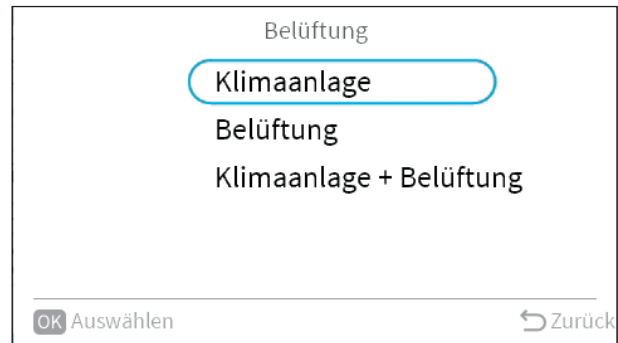 Belüftung
Klimaanlage
Belüftung
Klimaanlage + Belüftung
OK Auswählen Zurück